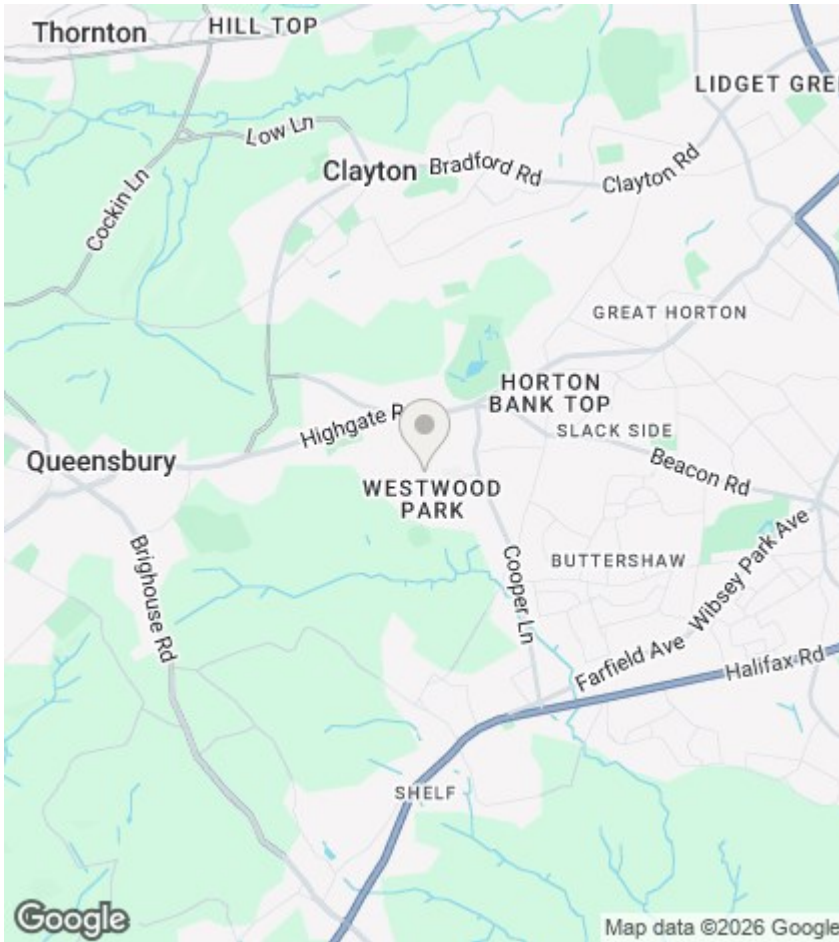 Thornton
HILL TOP
LIDGET GREE
Low Ln
Clayton
Bradford Rd
Clayton Rd
Cockin Ln
GREAT HORTON
HORTON
BANK TOP
Highgate R
SLACK SIDE
Queensbury
Beacon Rd
WESTWOOD
PARK
Brighouse Rd
Cooper Ln
BUTTERSHAW
Wibsey Park Ave
Farfield Ave
Halifax Rd
SHELF
Google
Map data ©2026 Google